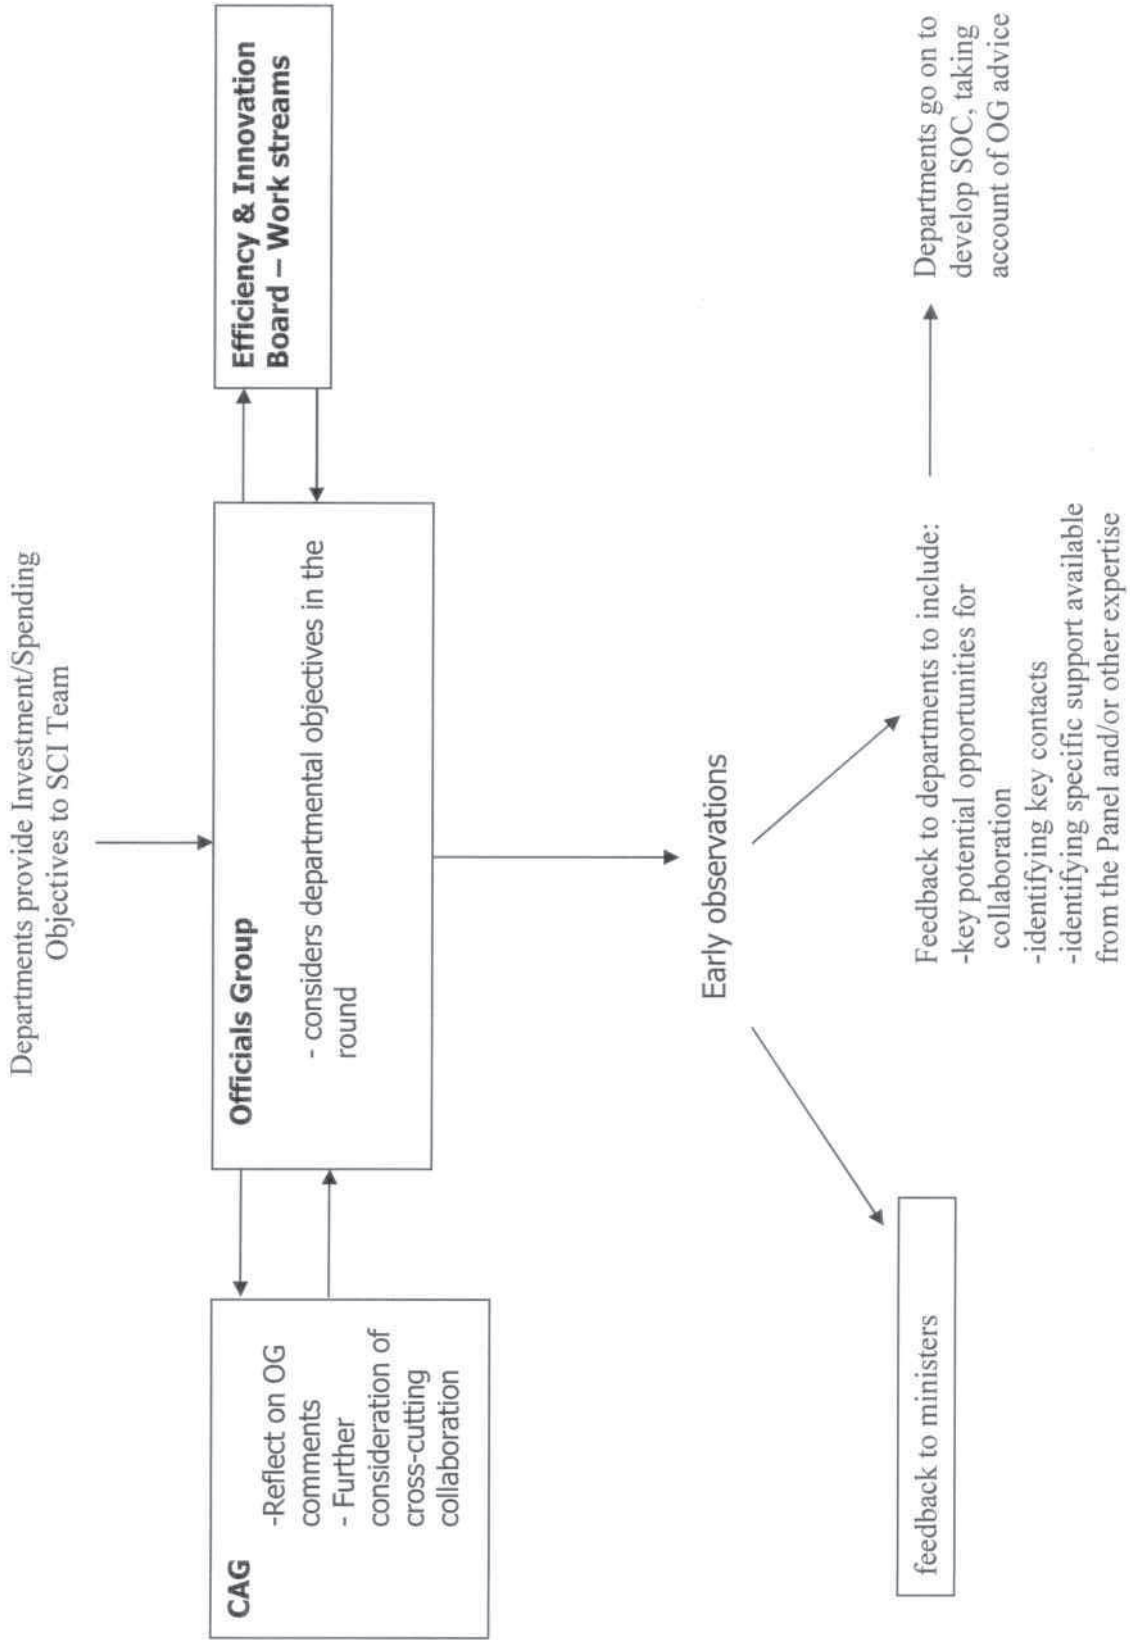 Departments provide Investment/Spending
Objectives to SCI Team
CAG
-Reflect on OG
comments
- Further
consideration of
cross-cutting
collaboration
Officials Group
- considers departmental objectives in the
round
Efficiency & Innovation
Board – Work streams
Early observations
feedback to ministers
Feedback to departments to include:
-key potential opportunities for
collaboration
-identifying key contacts
-identifying specific support available
from the Panel and/or other expertise
Departments go on to
develop SOC, taking
account of OG advice